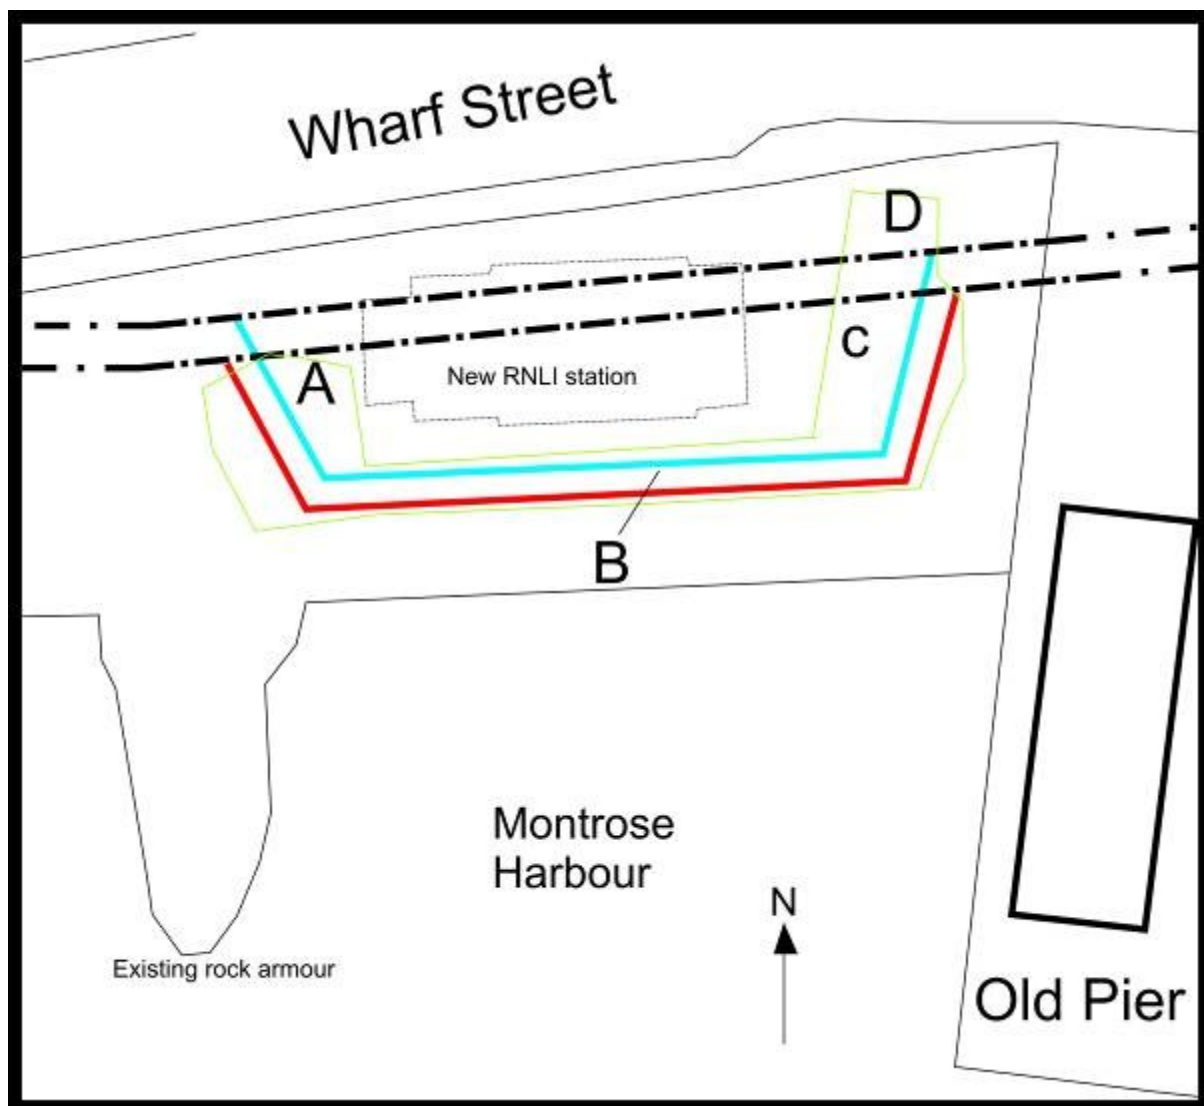 Wharf Street
D
c
A
New RNLI station
B
Montrose
Harbour
N
Existing rock armour
Old Pier